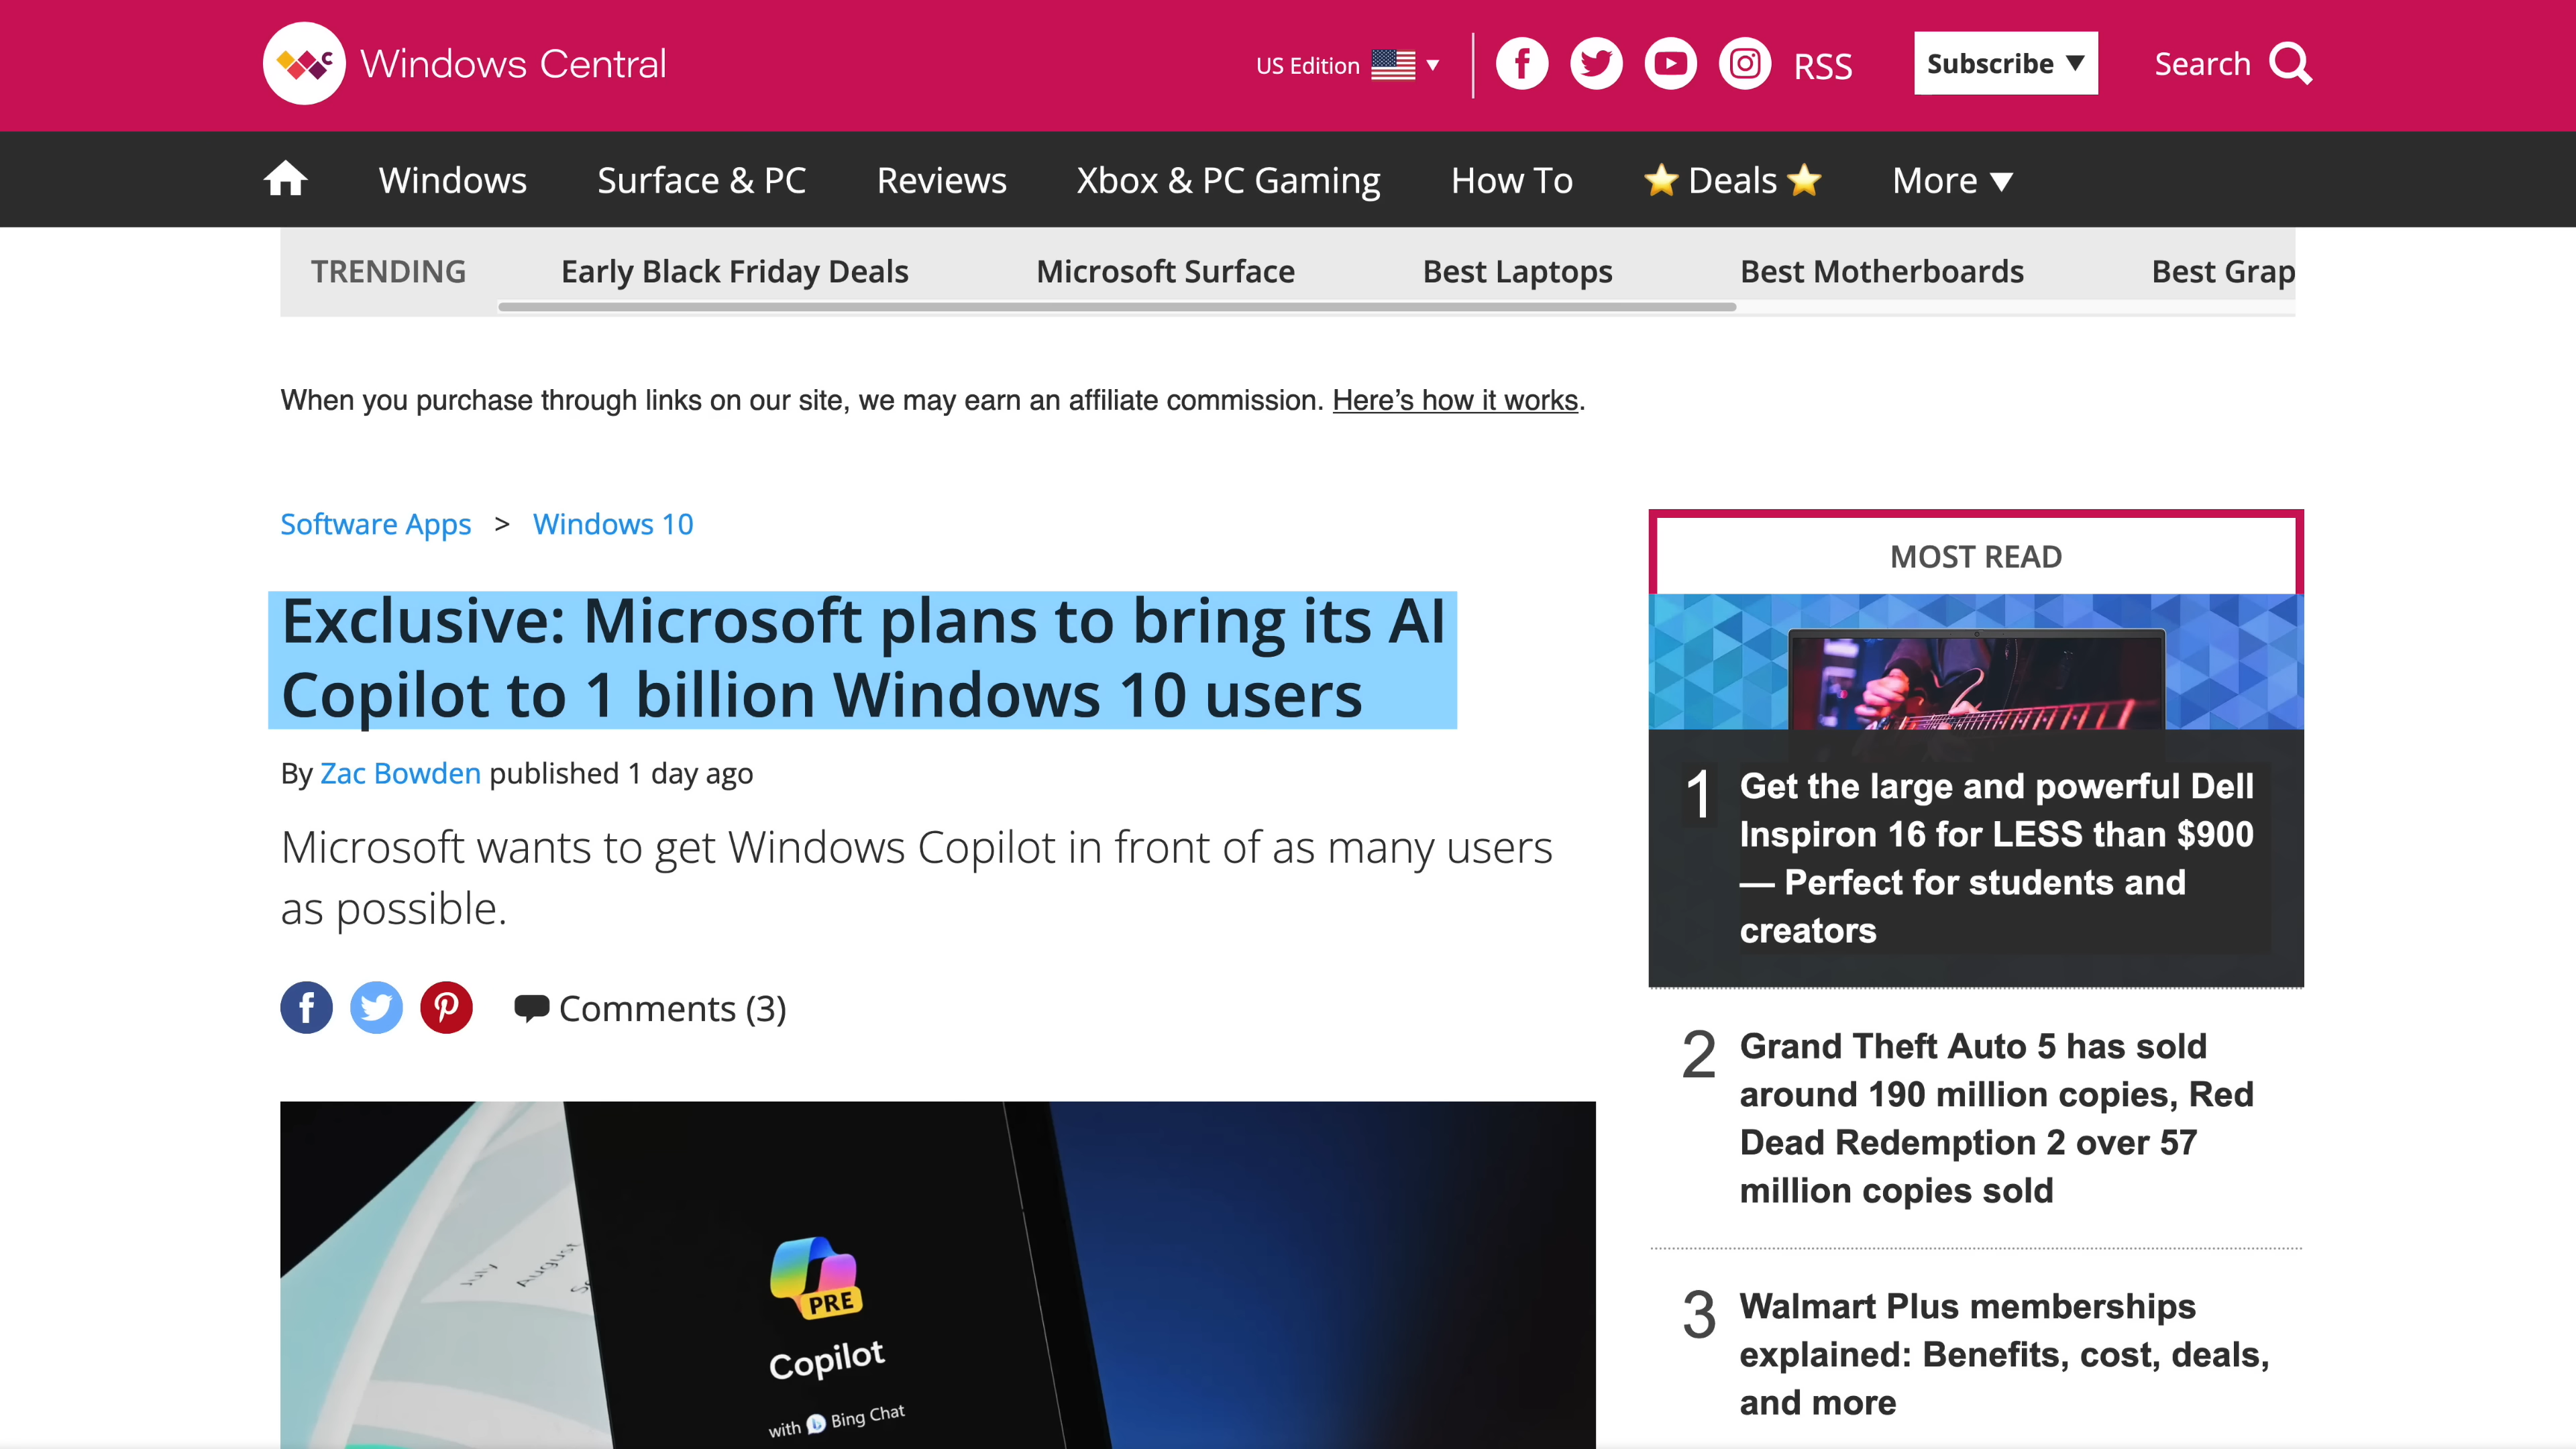 Windows Central
US Edition
RSS
Subscribe
Search
Windows
Surface & PC
Reviews
Xbox & PC Gaming
How To
Deals
More
TRENDING
Early Black Friday Deals
Microsoft Surface
Best Laptops
Best Motherboards
Best Grap
When you purchase through links on our site, we may earn an affiliate commission. Here’s how it works.
Software Apps > Windows 10
Exclusive: Microsoft plans to bring its AI
Copilot to 1 billion Windows 10 users
By Zac Bowden published 1 day ago
Microsoft wants to get Windows Copilot in front of as many users
as possible.
Comments (3)
July
August
PRE
Copilot
with Bing Chat
MOST READ
1 Get the large and powerful Dell
Inspiron 16 for LESS than $900
— Perfect for students and
creators
2 Grand Theft Auto 5 has sold
around 190 million copies, Red
Dead Redemption 2 over 57
million copies sold
3 Walmart Plus memberships
explained: Benefits, cost, deals,
and more